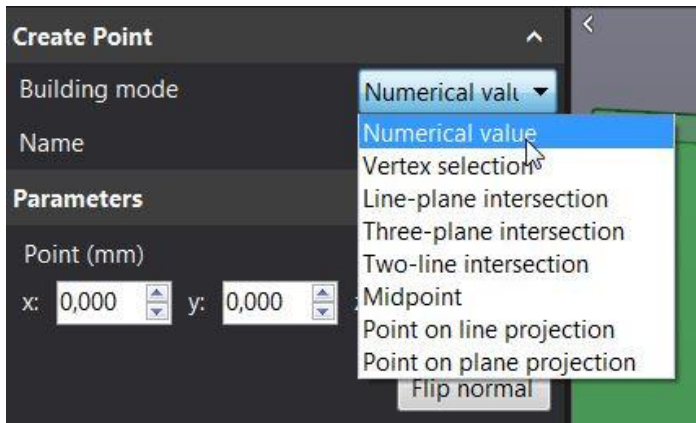 Create Point
Building mode
Numerical valu
Name
Numerical value
Vertex selection
Line-plane intersection
Three-plane intersection
Two-line intersection
Midpoint
Point on line projection
Point on plane projection
Parameters
Point (mm)
x: 0,000 y: 0,000
Flip normal